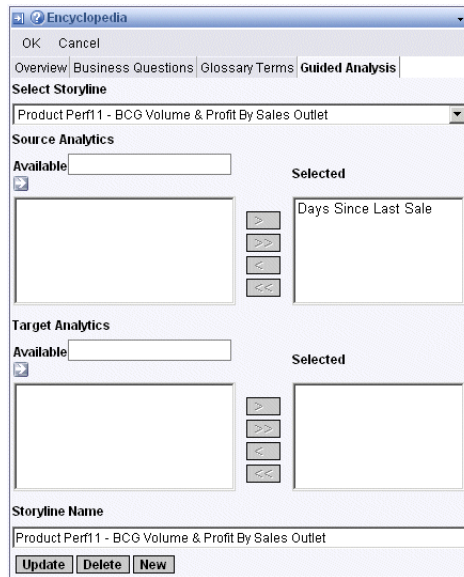 Encyclopedia
OK Cancel
Overview Business Questions Glossary Terms Guided Analysis
Select Storyline
Product Perf11 - BCG Volume & Profit By Sales Outlet
Source Analytics
Available
Selected
Days Since Last Sale
>
>>
<
<<
Target Analytics
Available
Selected
>
>>
<
<<
Storyline Name
Product Perf11 - BCG Volume & Profit By Sales Outlet
Update Delete New